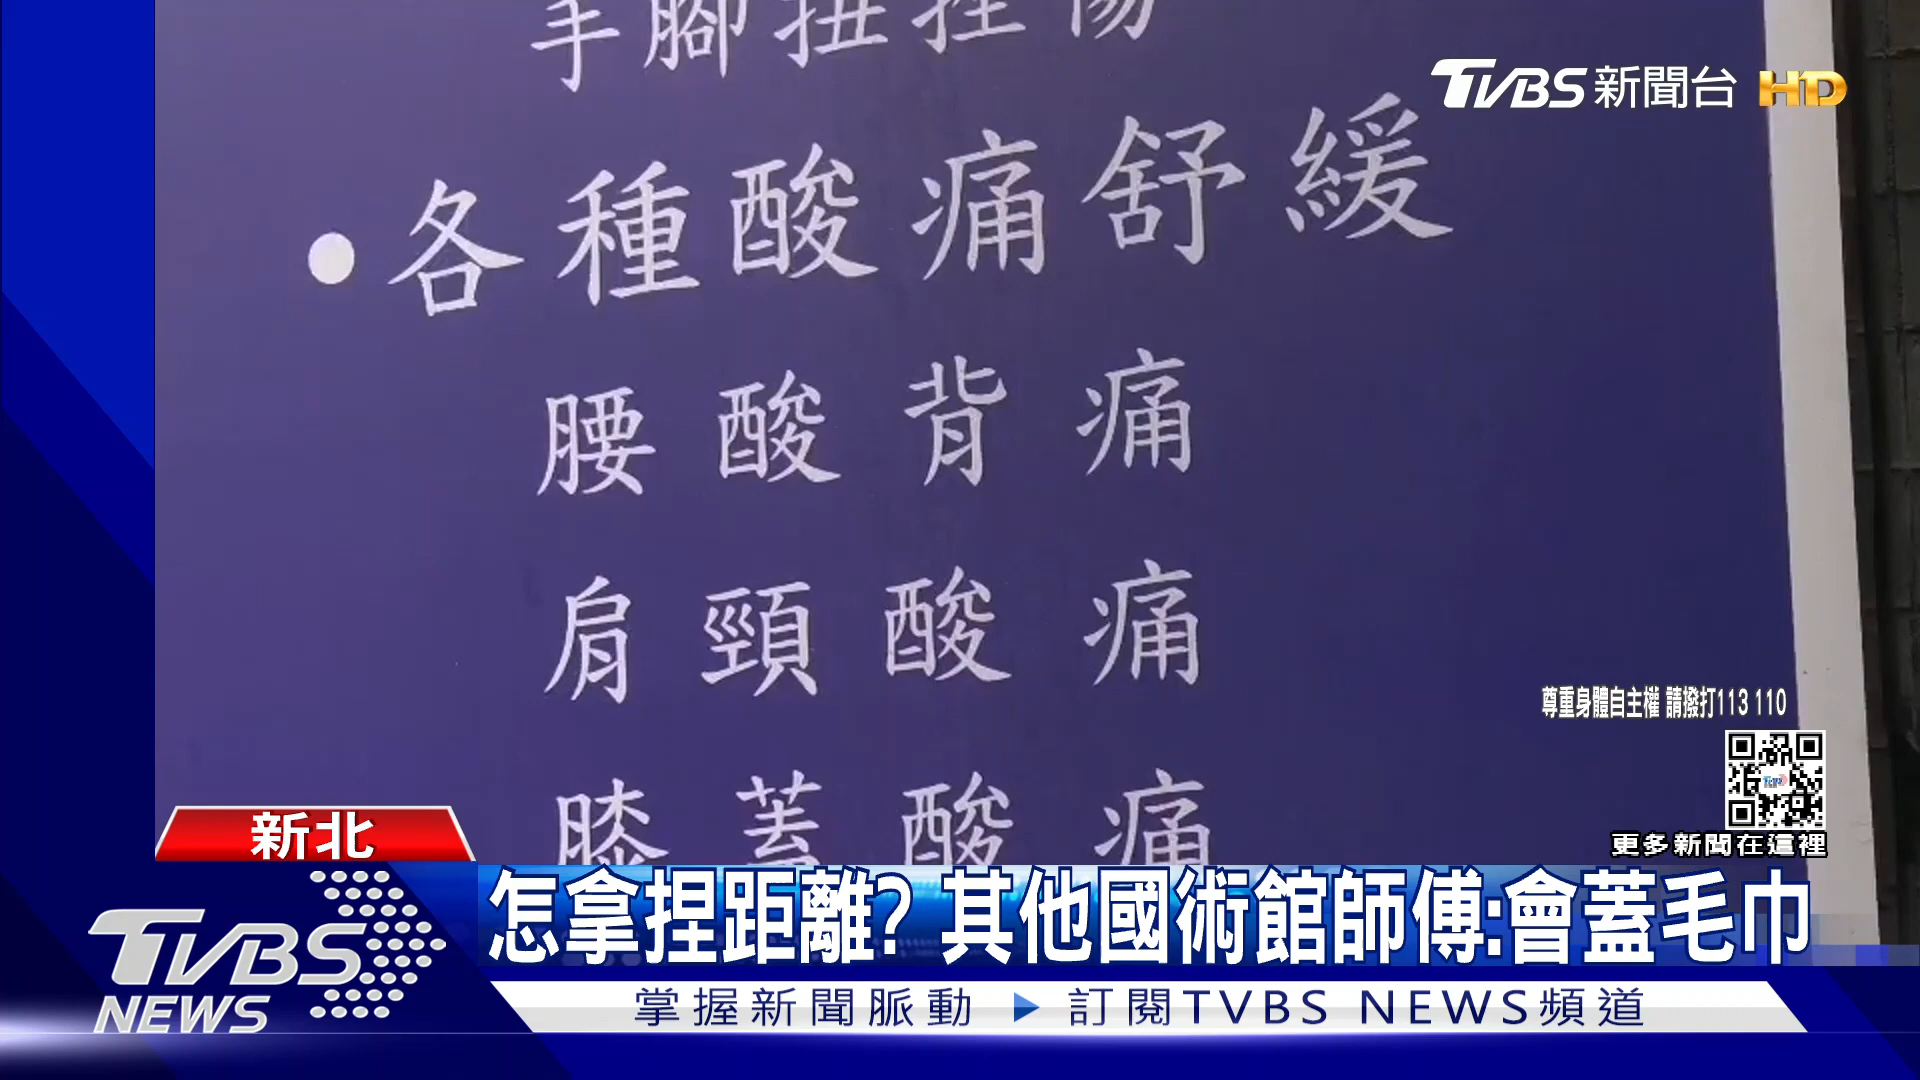 手腳扭挫傷
TVBS新聞台 HD
•各種酸痛舒緩
腰酸背痛
肩頸酸痛
膝蓋酸痛
尊重身體自主權 請撥打113 110
更多新聞在這裡
新北
怎拿捏距離? 其他國術館師傅:會蓋毛巾
TVBS NEWS
掌握新聞脈動 ▶ 訂閱TVBS NEWS頻道